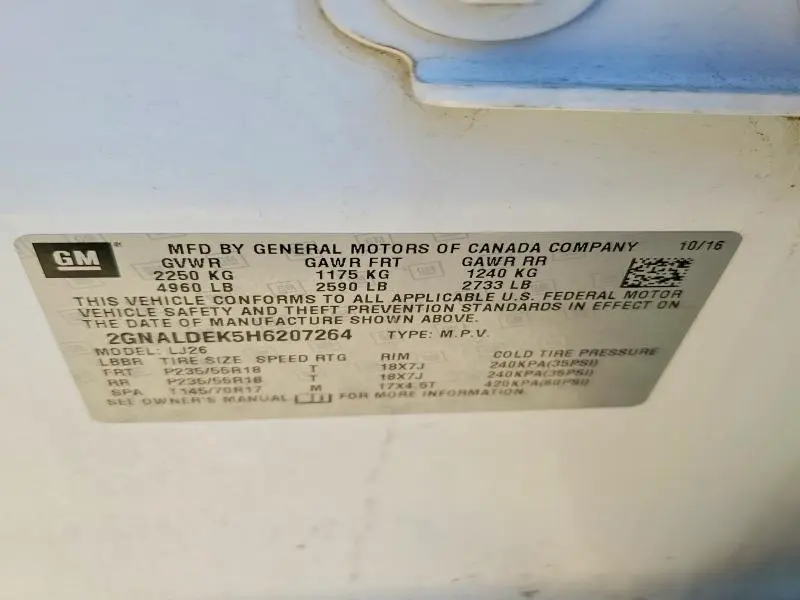 GM
MFD BY GENERAL MOTORS OF CANADA COMPANY 10/16
GVWR GAWR FRT GAWR RR
2250 KG 1175 KG 1240 KG
4960 LB 2590 LB 2733 LB
THIS VEHICLE CONFORMS TO ALL APPLICABLE U.S. FEDERAL MOTOR
VEHICLE SAFETY AND THEFT PREVENTION STANDARDS IN EFFECT ON
THE DATE OF MANUFACTURE SHOWN ABOVE.
2GNALDEK5H6207264 TYPE: M.P.V.
MODEL: LJ26
LBBR TIRE SIZE SPEED RTG RIM COLD TIRE PRESSURE
FRT P235/55R18 T 18X7J 240KPA(35PSI)
RR P235/55R18 T 18X7J 240KPA(35PSI)
SPA T145/70R17 M 17X4.5T 420KPA(60PSI)
SEE OWNER'S MANUAL FOR MORE INFORMATION.